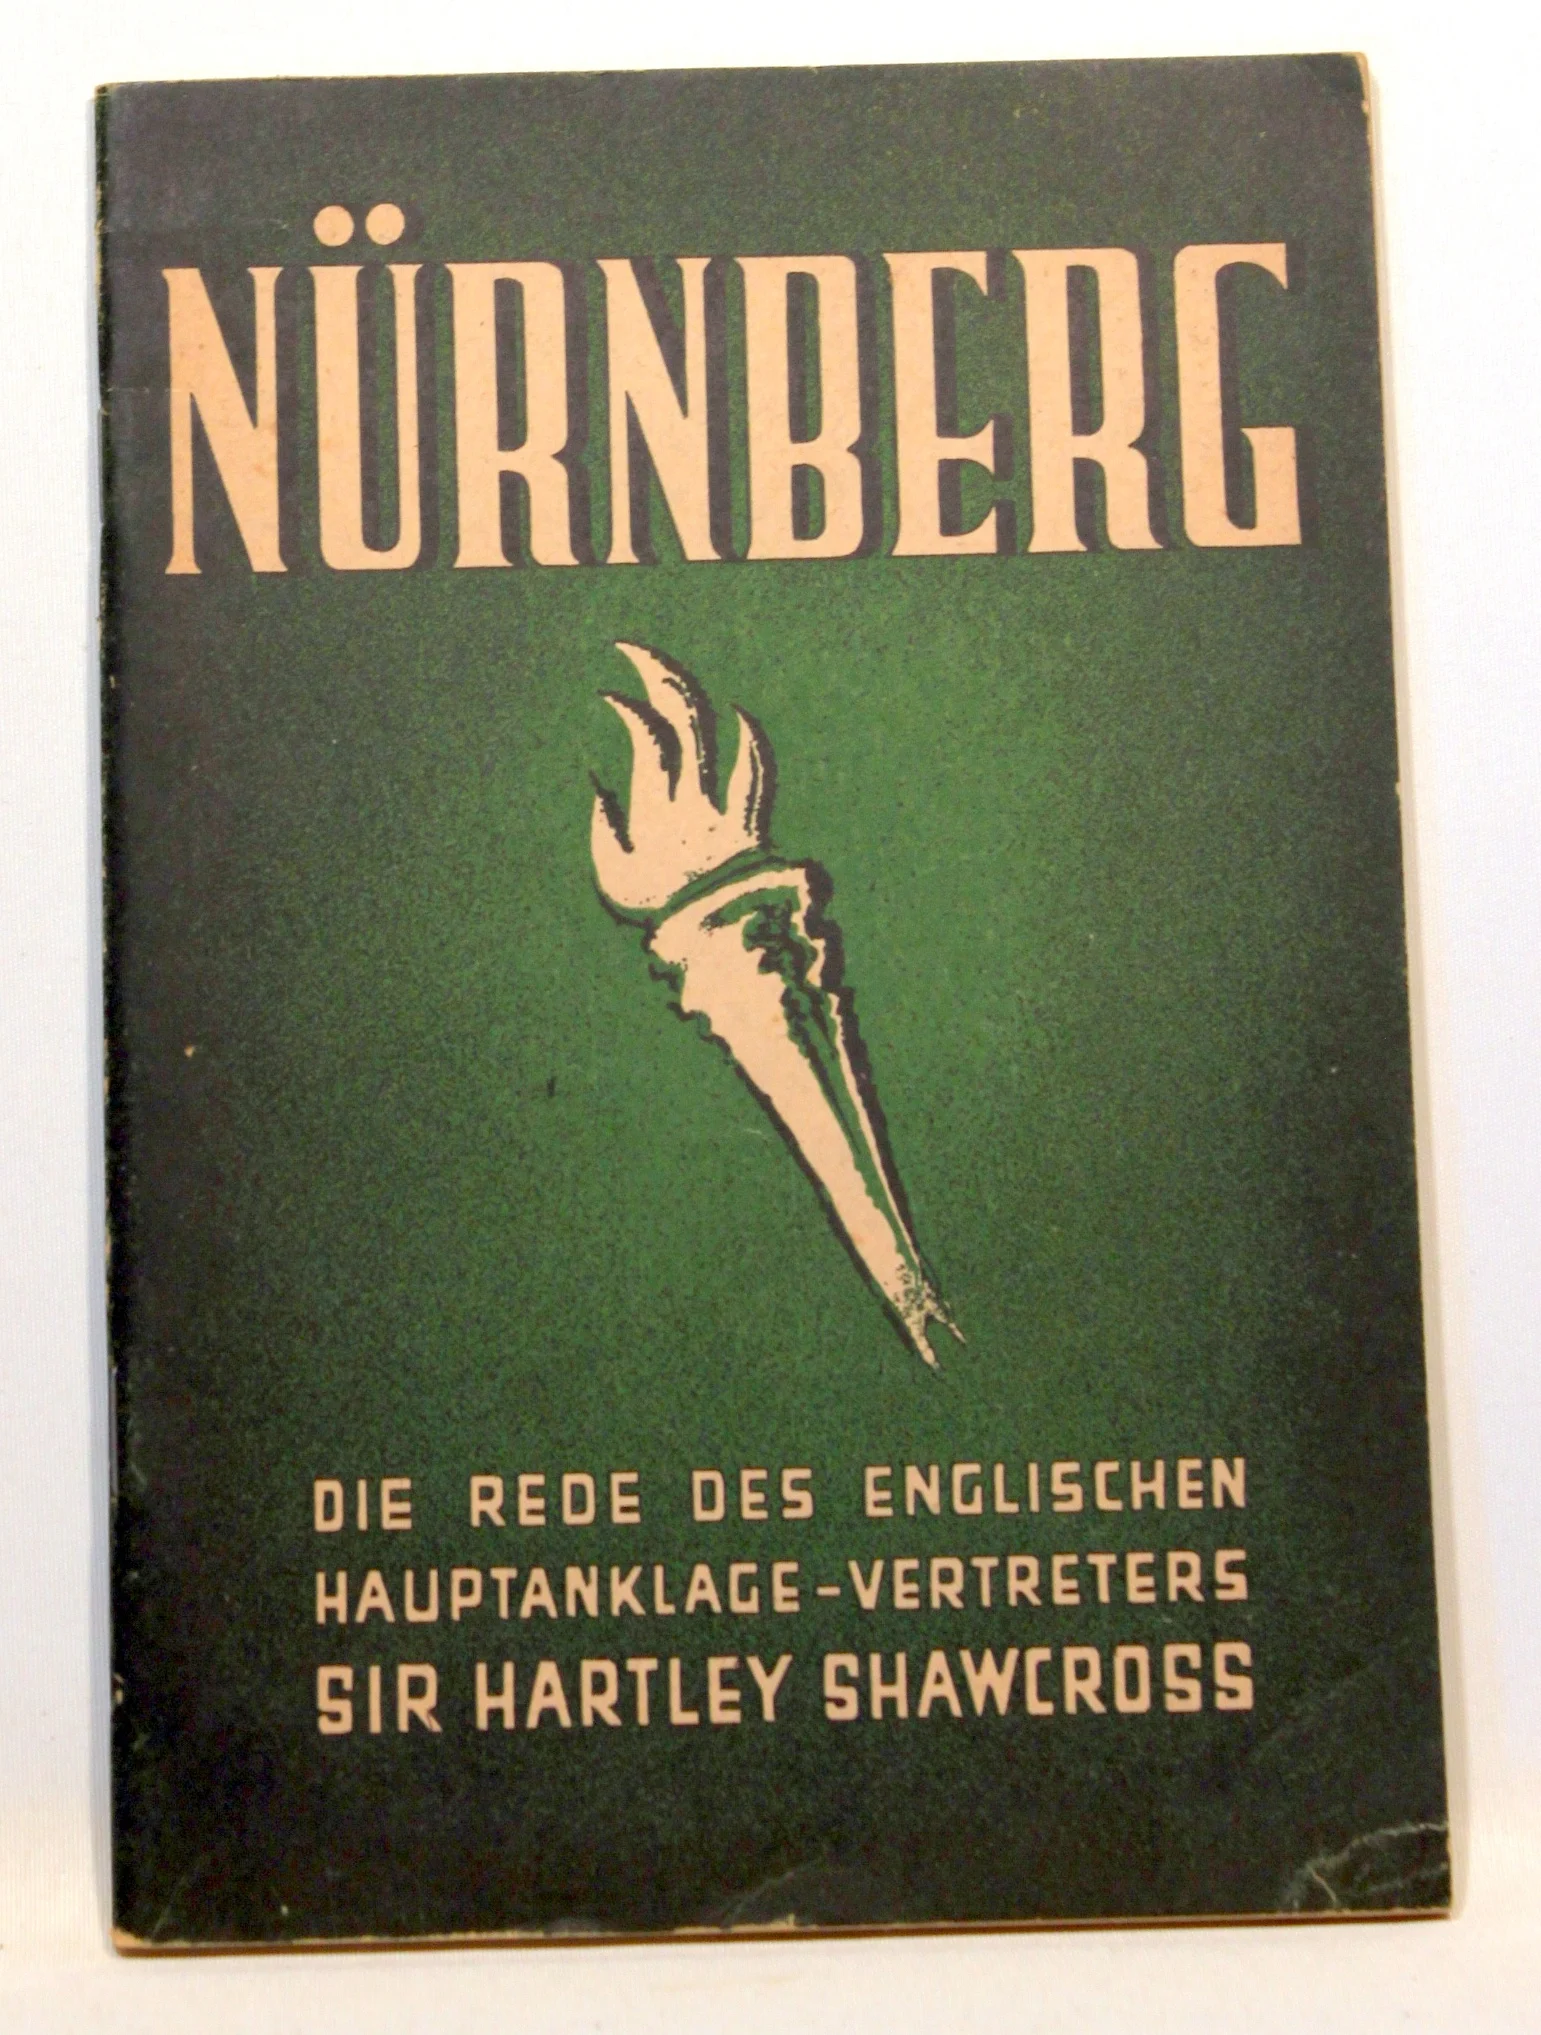 NÜRNBERG
DIE REDE DES ENGLISCHEN
HAUPTANKLAGE-VERTRETERS
SIR HARTLEY SHAWCROSS